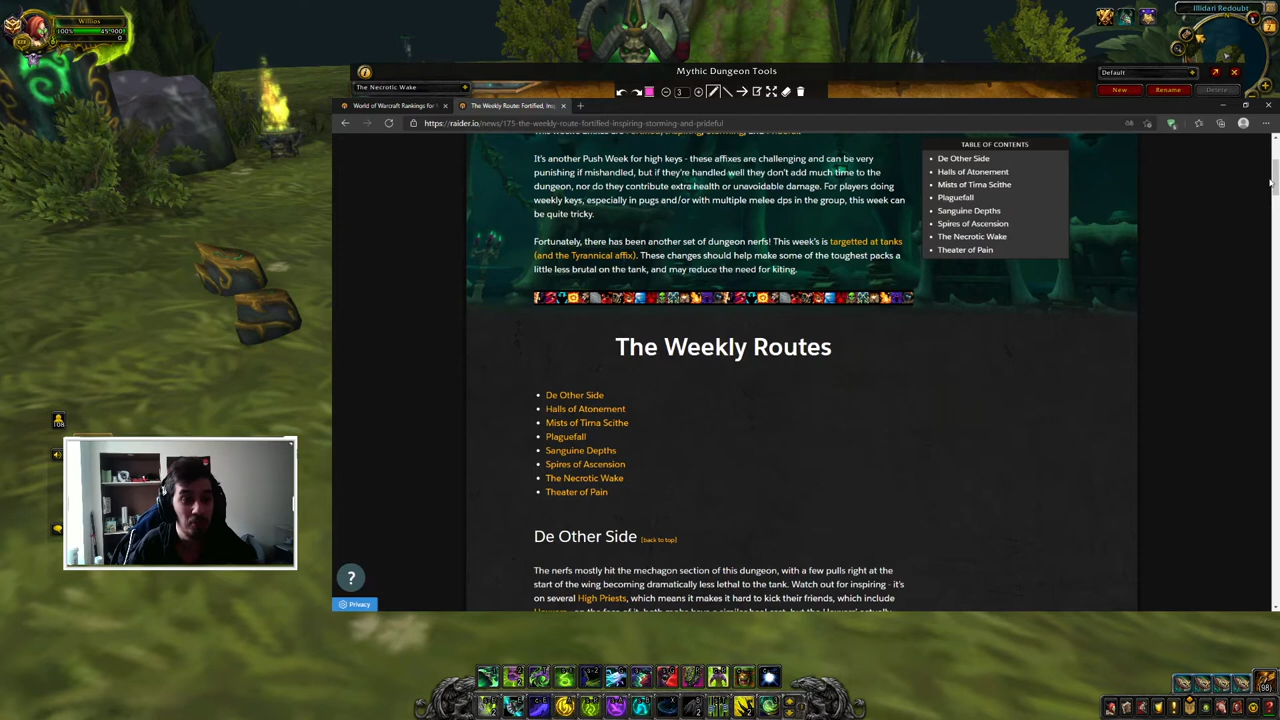 Willios
100%
45,900
0
Illidari Redoubt
Mythic Dungeon Tools
Default
The Necrotic Wake
3
New
Rename
Delete
World of Warcraft Rankings for
The Weekly Route: Fortified, Insp
https://raider.io/news/175-the-weekly-route-fortified-inspiring-storming-and-prideful
It's another Push Week for high keys - these affixes are challenging and can be very
punishing if mishandled, but if they're handled well they don't add much time to the
dungeon, nor do they contribute extra health or unavoidable damage. For players doing
weekly keys, especially in pugs and/or with multiple melee dps in the group, this week can
be quite tricky.
Fortunately, there has been another set of dungeon nerfs! This week's is targetted at tanks
(and the Tyrannical affix). These changes should help make some of the toughest packs a
little less brutal on the tank, and may reduce the need for kiting.
TABLE OF CONTENTS
De Other Side
Halls of Atonement
Mists of Tirna Scithe
Plaguefall
Sanguine Depths
Spires of Ascension
The Necrotic Wake
Theater of Pain
The Weekly Routes
De Other Side
Halls of Atonement
Mists of Tirna Scithe
Plaguefall
Sanguine Depths
Spires of Ascension
The Necrotic Wake
Theater of Pain
De Other Side [back to top]
The nerfs mostly hit the mechagon section of this dungeon, with a few pulls right at the
start of the wing becoming dramatically less lethal to the tank. Watch out for inspiring - it's
on several High Priests, which means it makes it hard to kick their friends, which include
?
Privacy
108
(98)